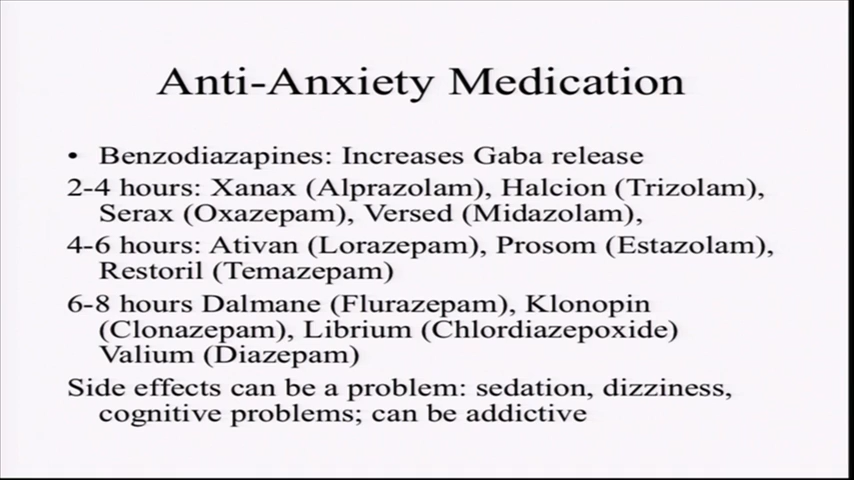 Anti-Anxiety Medication
• Benzodiazapines: Increases Gaba release
2-4 hours: Xanax (Alprazolam), Halcion (Trizolam),
Serax (Oxazepam), Versed (Midazolam),
4-6 hours: Ativan (Lorazepam), Prosom (Estazolam),
Restoril (Temazepam)
6-8 hours Dalmane (Flurazepam), Klonopin
(Clonazepam), Librium (Chlordiazepoxide)
Valium (Diazepam)
Side effects can be a problem: sedation, dizziness,
cognitive problems; can be addictive